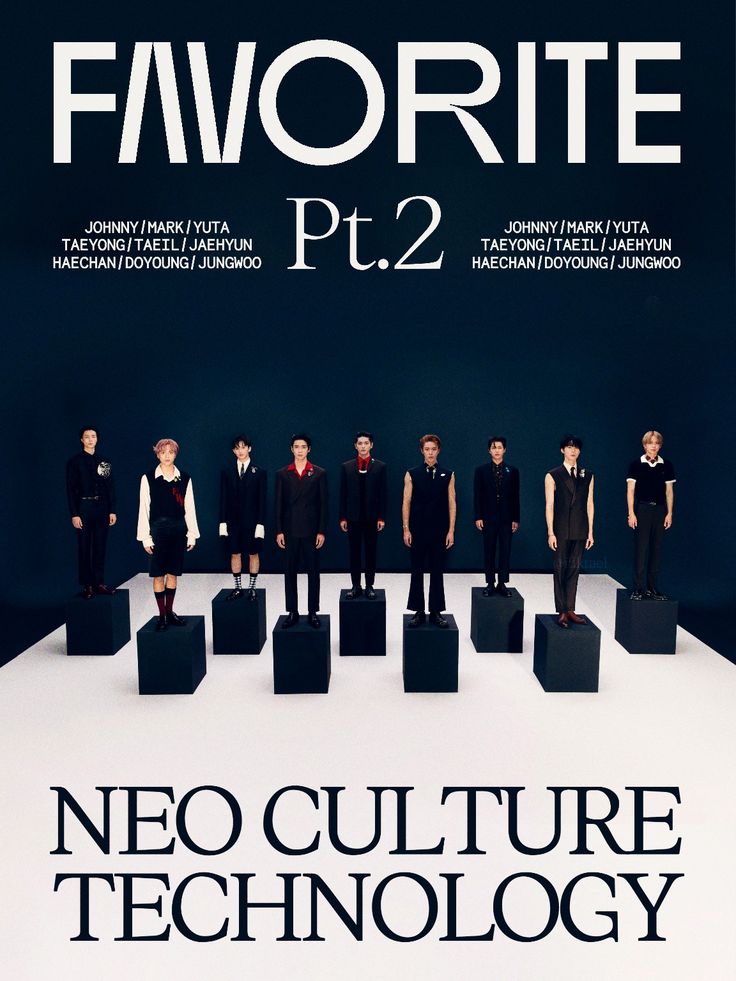 FAVORITE
Pt.2
JOHNNY/MARK/YUTA
TAEYONG/TAEIL/JAEHYUN
HAECHAN/DOYOUNG/JUNGWOO
JOHNNY/MARK/YUTA
TAEYONG/TAEIL/JAEHYUN
HAECHAN/DOYOUNG/JUNGWOO
NEO CULTURE
TECHNOLOGY